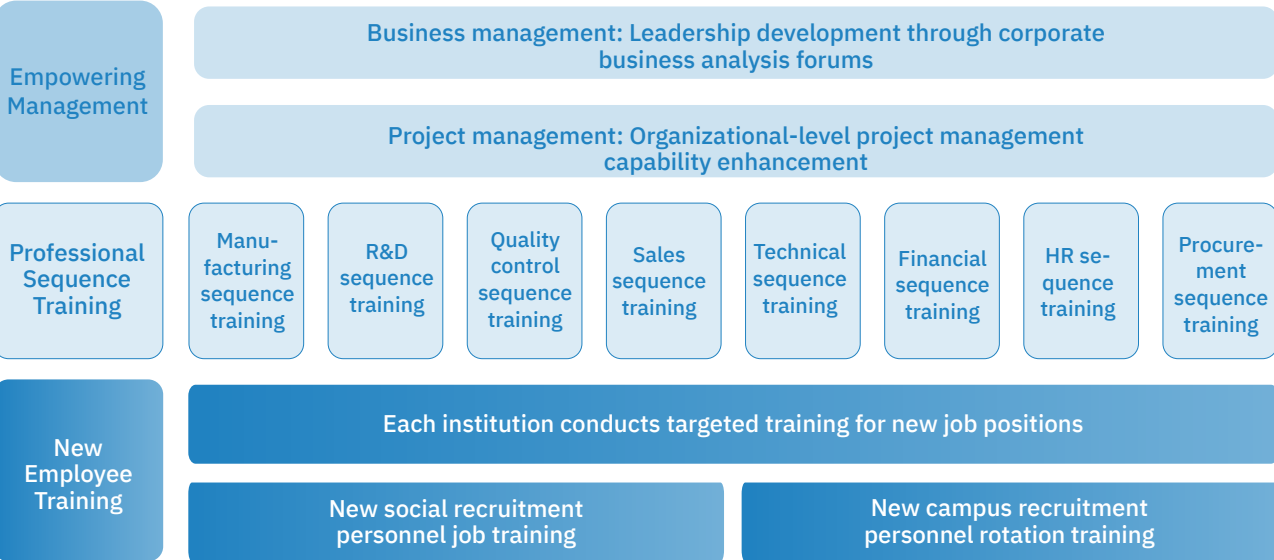 Empowering
Management
Business management: Leadership development through corporate
business analysis forums
Project management: Organizational-level project management
capability enhancement
Professional
Sequence
Training
Manu-
facturing
sequence
training
R&D
sequence
training
Quality
control
sequence
training
Sales
sequence
training
Technical
sequence
training
Financial
sequence
training
HR se-
quence
training
Procure-
ment
sequence
training
New
Employee
Training
Each institution conducts targeted training for new job positions
New social recruitment
personnel job training
New campus recruitment
personnel rotation training